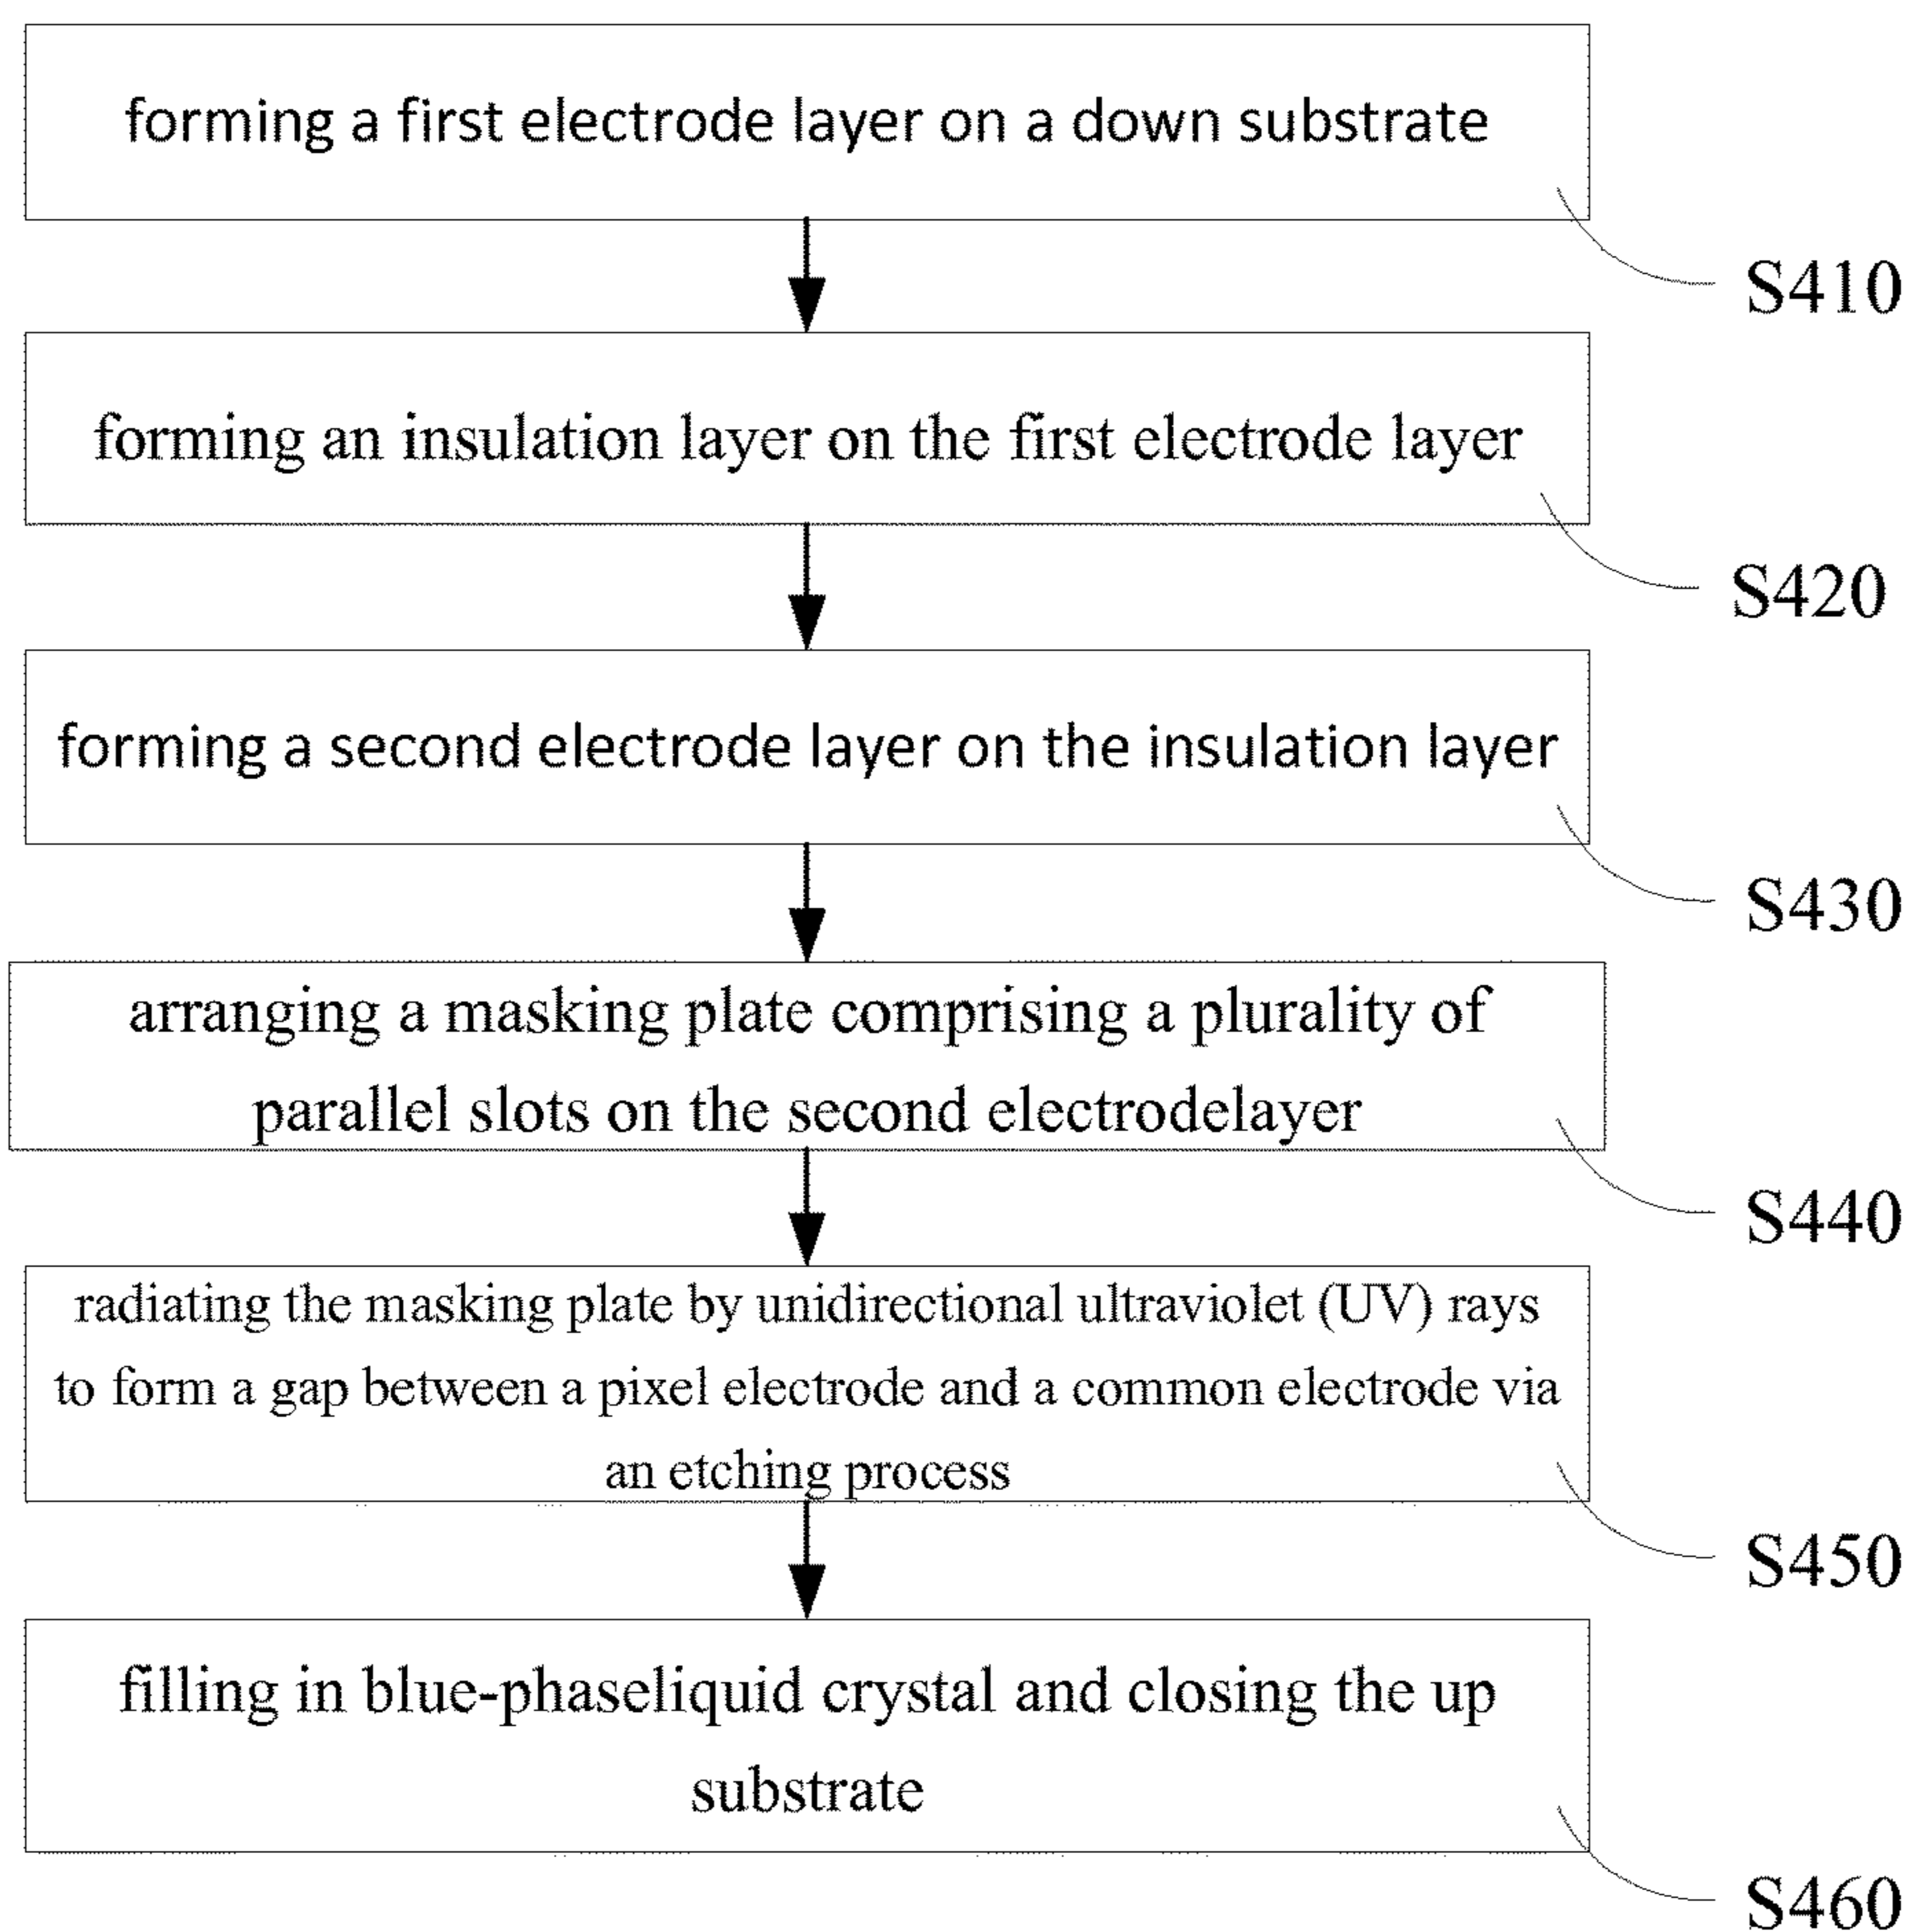 forming a first electrode layer on a down substrate
S410
forming an insulation layer on the first electrode layer
S420
forming a second electrode layer on the insulation layer
S430
arranging a masking plate comprising a plurality of
parallel slots on the second electrodelayer
S440
radiating the masking plate by unidirectional ultraviolet (UV) rays
to form a gap between a pixel electrode and a common electrode via
an etching process
S450
filling in blue-phaseliquid crystal and closing the up
substrate
S460